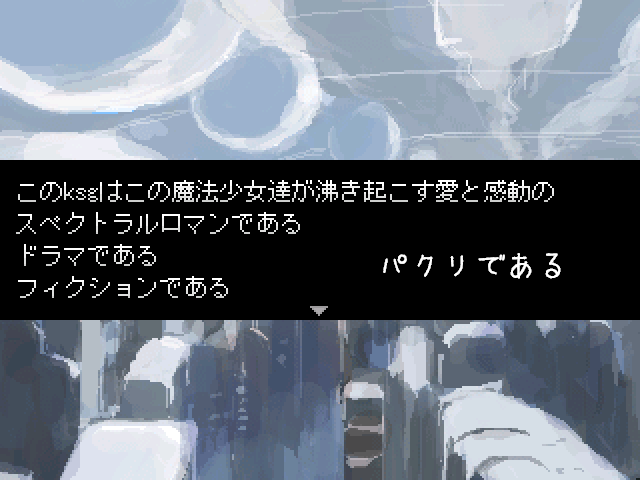 このksglはこの魔法少女達が沸き起こす愛と感動の
スペクトラルロマンである
ドラマである
パクリである
フィクションである